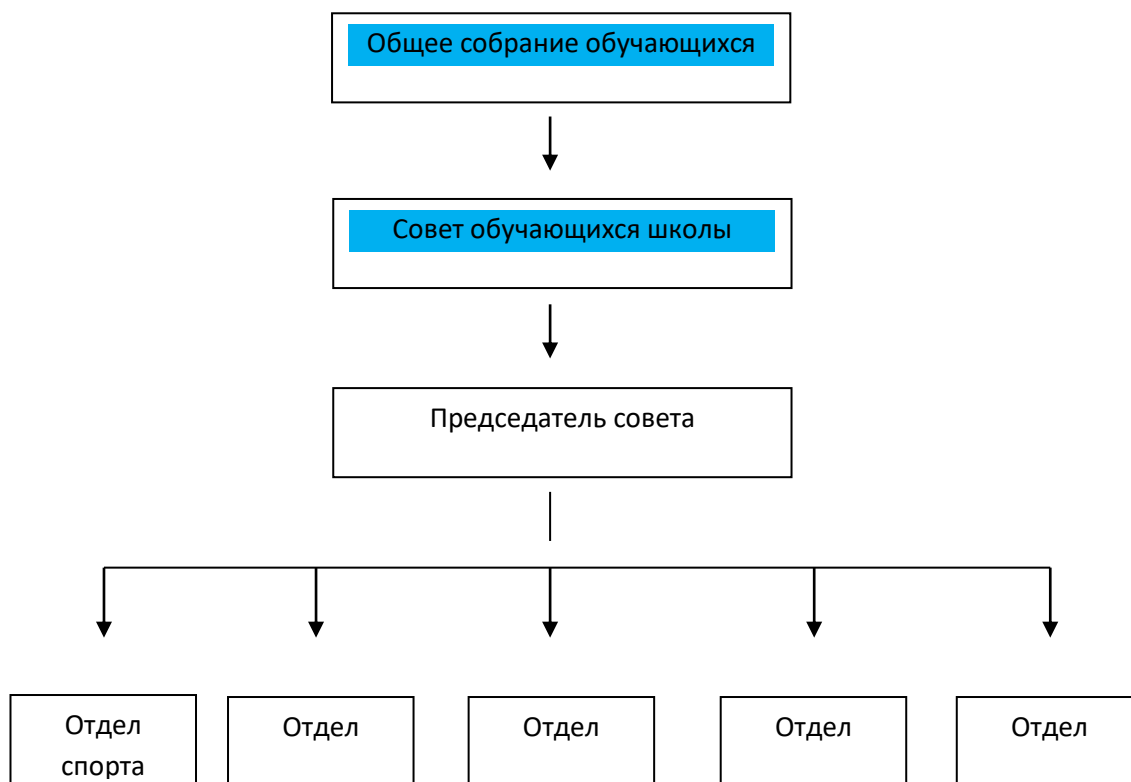 Общее собрание обучающихся
Совет обучающихся школы
Председатель совета
Отдел
спорта
Отдел
Отдел
Отдел
Отдел